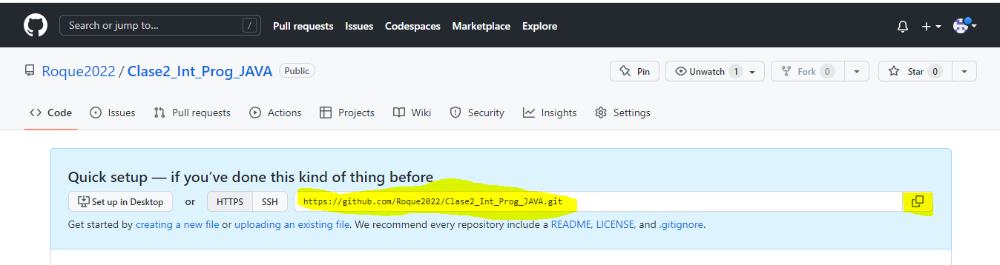 Search or jump to... / Pull requests Issues Codespaces Marketplace Explore
Roque2022 / Clase2_Int_Prog_JAVA Public Pin Unwatch 1 Fork 0 Star 0
Code Issues Pull requests Actions Projects Wiki Security Insights Settings
Quick setup — if you’ve done this kind of thing before
Set up in Desktop or HTTPS SSH https://github.com/Roque2022/Clase2_Int_Prog_JAVA.git
Get started by creating a new file or uploading an existing file. We recommend every repository include a README, LICENSE, and .gitignore.